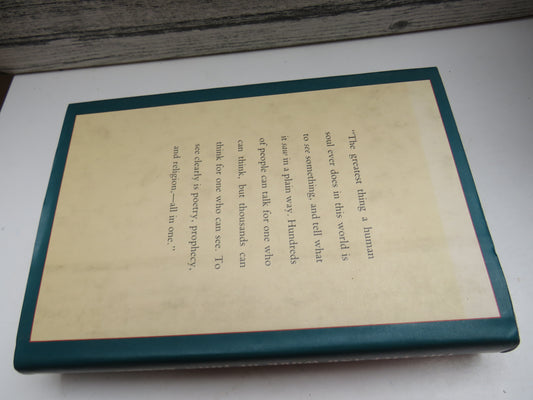 "The greatest thing a human
soul ever does in this world is
to see something, and tell what
it saw in a plain way. Hundreds
of people can talk for one who
can think, but thousands can
think for one who can see. To
see clearly is poetry, prophecy,
and religion,—all in one."